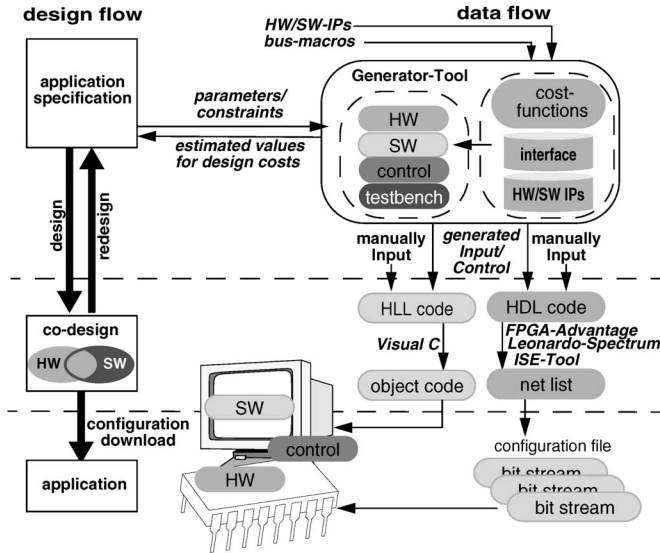 design flow
data flow
HW/SW-IPs
bus-macros
application
specification
parameters/
constraints
estimated values
for design costs
Generator-Tool
HW
SW
control
testbench
cost-
functions
interface
HW/SW IPs
design
redesign
manually
Input
generated
Input/
Control
manually
Input
co-design
HW
SW
HLL code
HDL code
Visual C
FPGA-Advantage
Leonardo-Spectrum
ISE-Tool
object code
net list
configuration
download
SW
control
HW
application
configuration file
bit stream
bit stream
bit stream